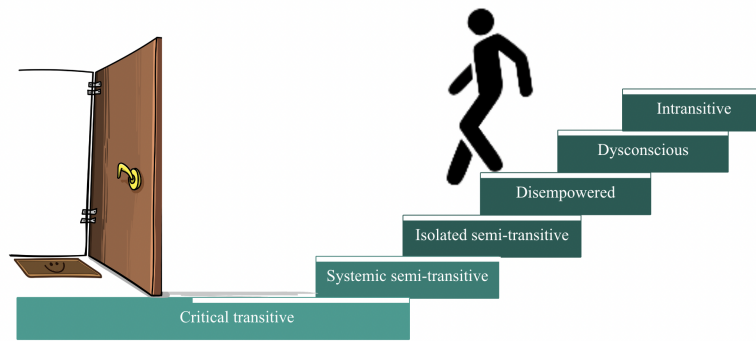 Intransitive
Dysconscious
Disempowered
Isolated semi-transitive
Systemic semi-transitive
Critical transitive